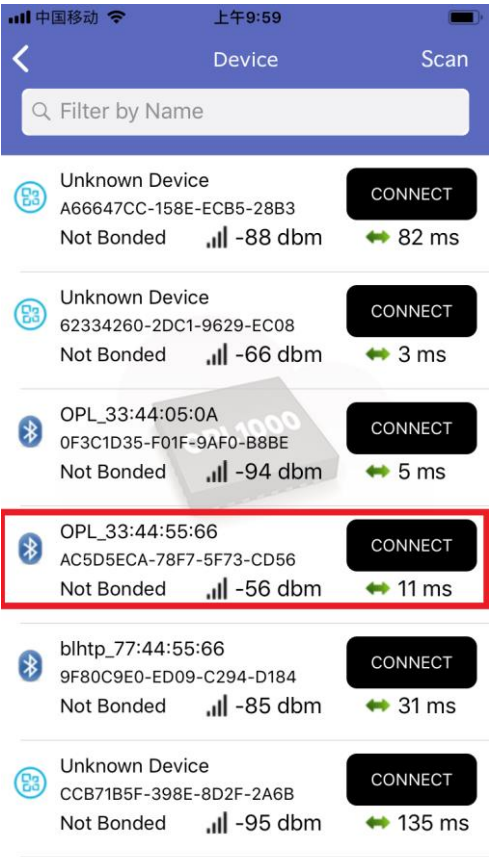 中国移动 上午9:59
Device Scan
Filter by Name
Unknown Device
A66647CC-158E-ECB5-28B3
CONNECT
Not Bonded -88 dbm 82 ms
Unknown Device
62334260-2DC1-9629-EC08
CONNECT
Not Bonded -66 dbm 3 ms
OPL_33:44:05:0A
0F3C1D35-F01F-9AF0-B8BE
CONNECT
Not Bonded -94 dbm 5 ms
OPL1000
OPL_33:44:55:66
AC5D5ECA-78F7-5F73-CD56
CONNECT
Not Bonded -56 dbm 11 ms
blhtp_77:44:55:66
9F80C9E0-ED09-C294-D184
CONNECT
Not Bonded -85 dbm 31 ms
Unknown Device
CCB71B5F-398E-8D2F-2A6B
CONNECT
Not Bonded -95 dbm 135 ms